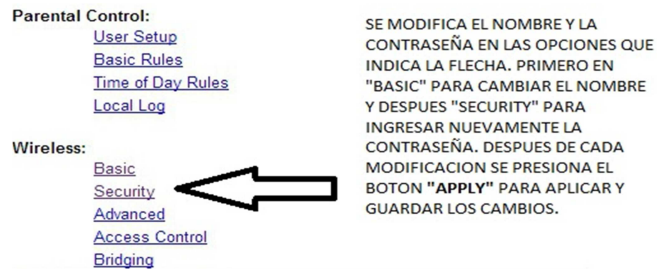 Parental Control:
User Setup
Basic Rules
Time of Day Rules
Local Log
Wireless:
Basic
Security
Advanced
Access Control
Bridging
SE MODIFICA EL NOMBRE Y LA
CONTRASEÑA EN LAS OPCIONES QUE
INDICA LA FLECHA. PRIMERO EN
"BASIC" PARA CAMBIAR EL NOMBRE
Y DESPUES "SECURITY" PARA
INGRESAR NUEVAMENTE LA
CONTRASEÑA. DESPUES DE CADA
MODIFICACION SE PRESIONA EL
BOTON "APPLY" PARA APLICAR Y
GUARDAR LOS CAMBIOS.